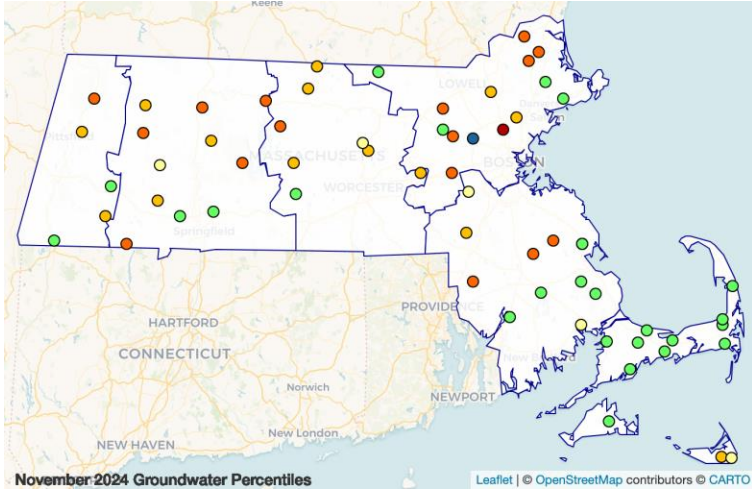 Keene
LOWELL
Pittsfield
MASSACHUSETTS
BOSTON
WORCESTER
Springfield
PROVIDENCE
HARTFORD
CONNECTICUT
Norwich
NEWPORT
New London
NEW HAVEN
November 2024 Groundwater Percentiles
Leaflet | © OpenStreetMap contributors © CARTO